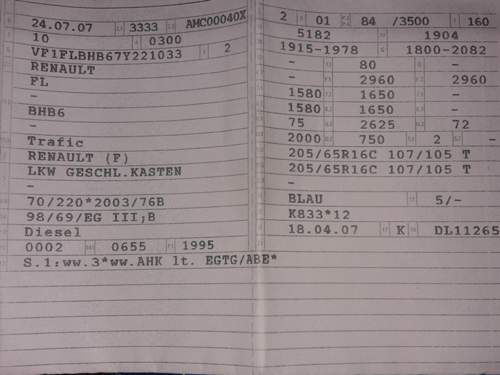 24.07.07 3333 AMC00040X
10 0300
VF1FLBHB67Y221033 2
RENAULT
FL
-
BHB6
-
Trafic
RENAULT (F)
LKW GESCHL.KASTEN
-
70/220*2003/76B
98/69/EG III;B
Diesel
0002 0655 1995
S.1:ww.3*ww.AHK lt. EGTG/ABE*
2 01 84 /3500 160
5182 1904
1915-1978 1800-2082
- 80 -
- 2960 2960
1580 1650 -
1580 1650 -
75 2625 72
2000 750 2 -
205/65R16C 107/105 T
205/65R16C 107/105 T
-
BLAU 5/-
K833*12
18.04.07 K DL11265